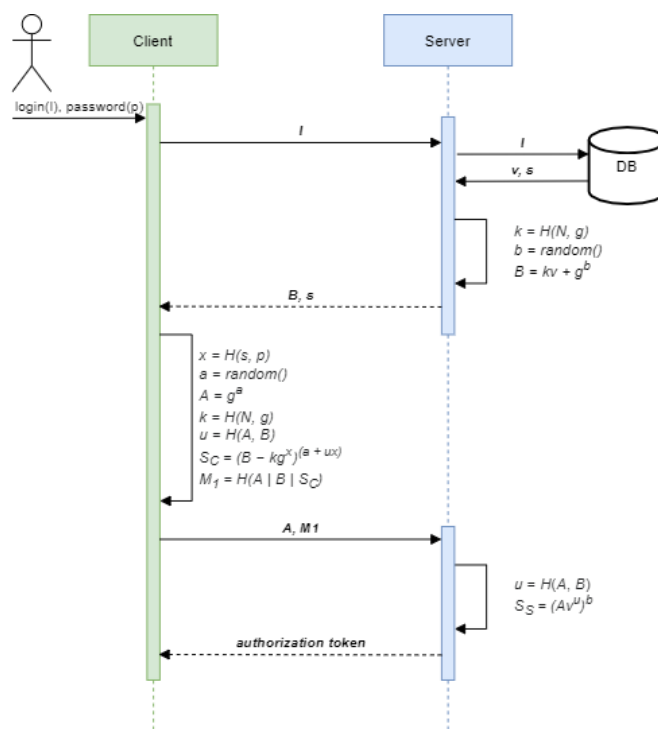 Client
Server
login(l), password(p)
l
l
DB
v, s
k = H(N, g)
b = random()
B = kv + g^b
B, s
x = H(s, p)
a = random()
A = g^a
k = H(N, g)
u = H(A, B)
S_C = (B – kg^x)^(a + ux)
M_1 = H(A | B | S_C)
A, M1
u = H(A, B)
S_S = (Av^u)^b
authorization token